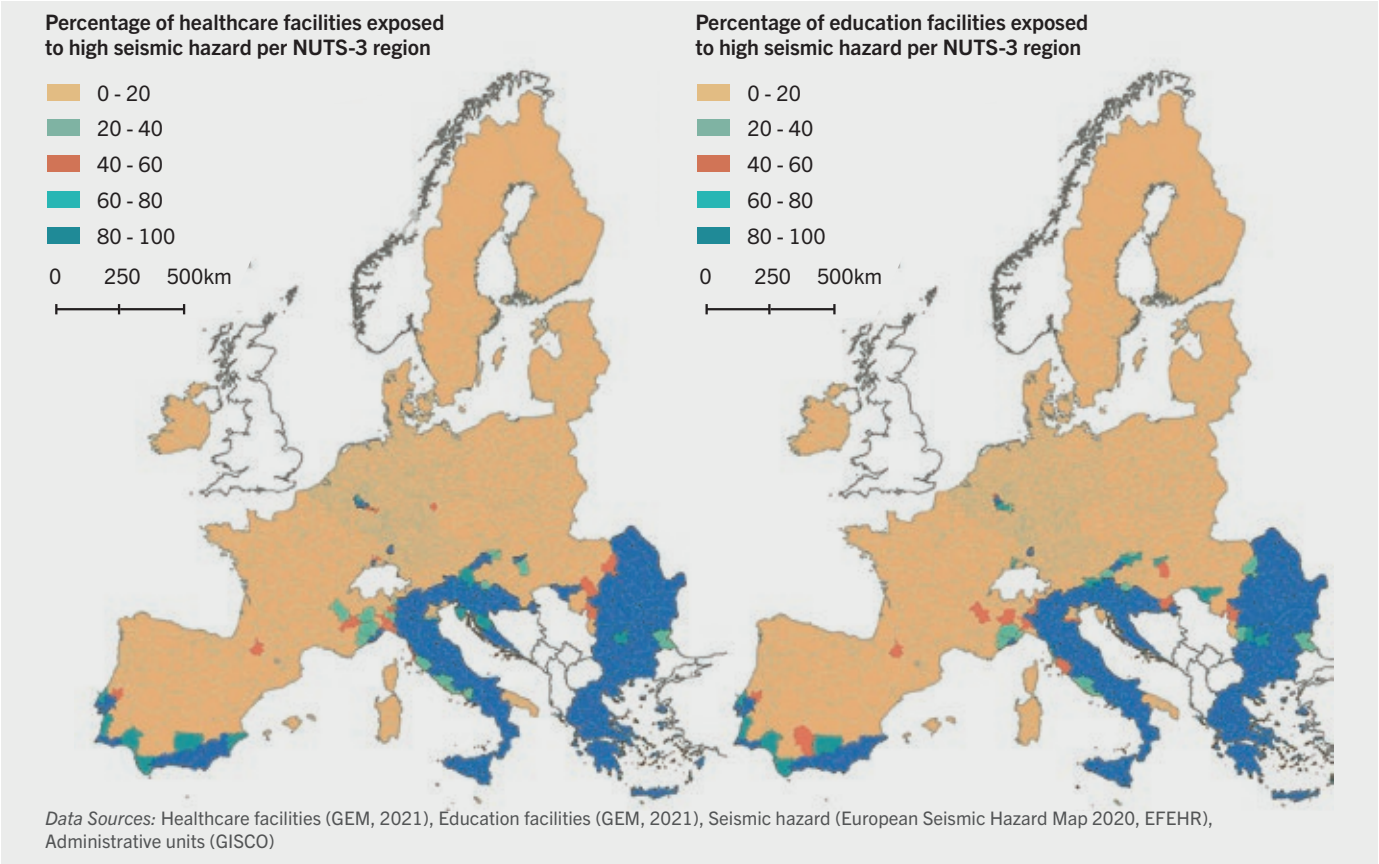 Percentage of healthcare facilities exposed
to high seismic hazard per NUTS-3 region
0 - 20
20 - 40
40 - 60
60 - 80
80 - 100
0 250 500km
Percentage of education facilities exposed
to high seismic hazard per NUTS-3 region
0 - 20
20 - 40
40 - 60
60 - 80
80 - 100
0 250 500km
Data Sources: Healthcare facilities (GEM, 2021), Education facilities (GEM, 2021), Seismic hazard (European Seismic Hazard Map 2020, EFEHR),
Administrative units (GISCO)